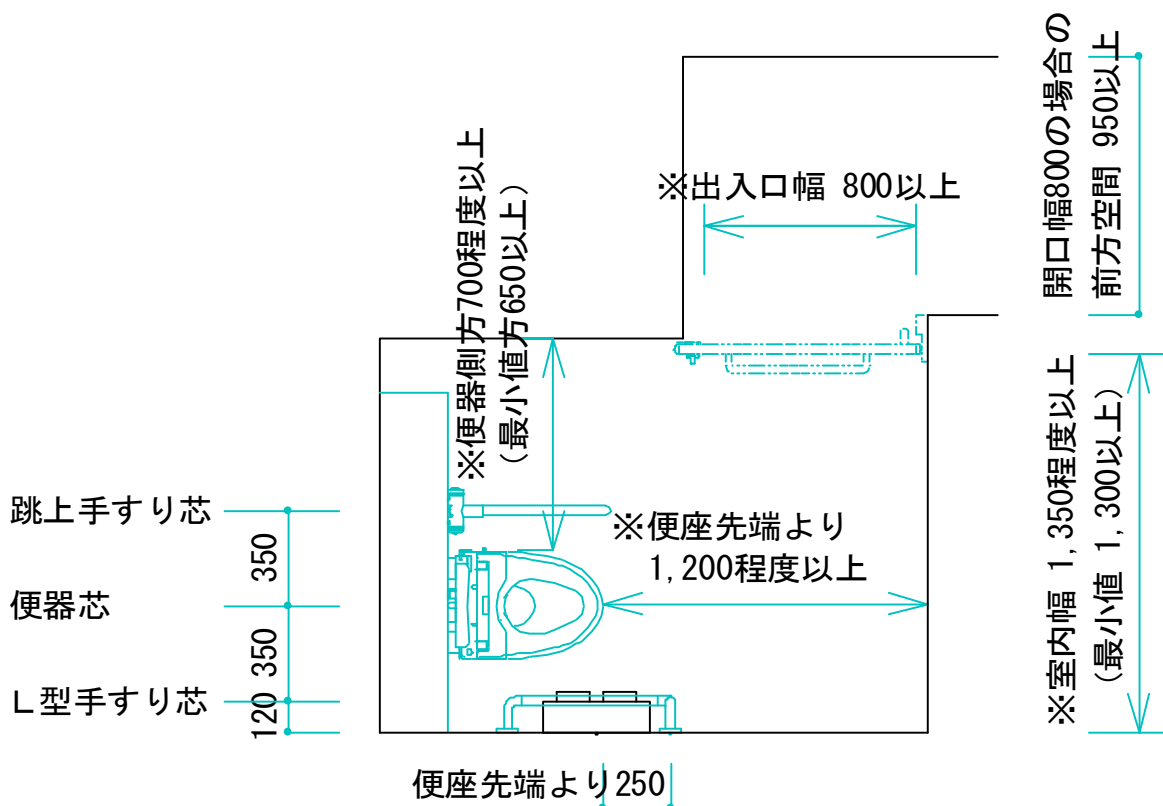 開口幅800の場合の
前方空間 950以上
※出入口幅 800以上
※便器側方700程度以上
(最小値方650以上)
※室内幅 1,350程度以上
(最小値 1,300以上)
跳上手すり芯
350
※便座先端より
1,200程度以上
便器芯
350
L型手すり芯
120
便座先端より250